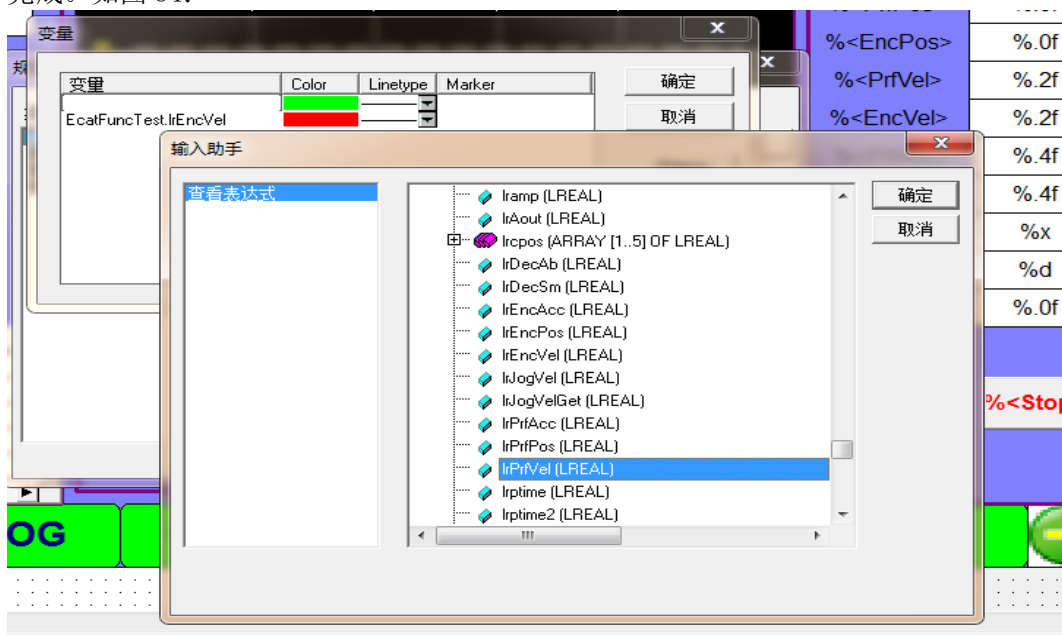 变量
变量 Color Linetype Marker
EcatFuncTest.lrEncVel
确定
取消
输入助手
查看表达式
lramp (LREAL)
lrAout (LREAL)
lrcpos (ARRAY [1..5] OF LREAL)
lrDecAb (LREAL)
lrDecSm (LREAL)
lrEncAcc (LREAL)
lrEncPos (LREAL)
lrEncVel (LREAL)
lrJogVel (LREAL)
lrJogVelGet (LREAL)
lrPrfAcc (LREAL)
lrPrfPos (LREAL)
lrPrfVel (LREAL)
lrptime (LREAL)
lrptime2 (LREAL)
确定
取消
%<EncPos> %.0f
%<PrfVel> %.2f
%<EncVel> %.2f
%.4f
%.4f
%x
%d
%.0f
%<Stop
OG